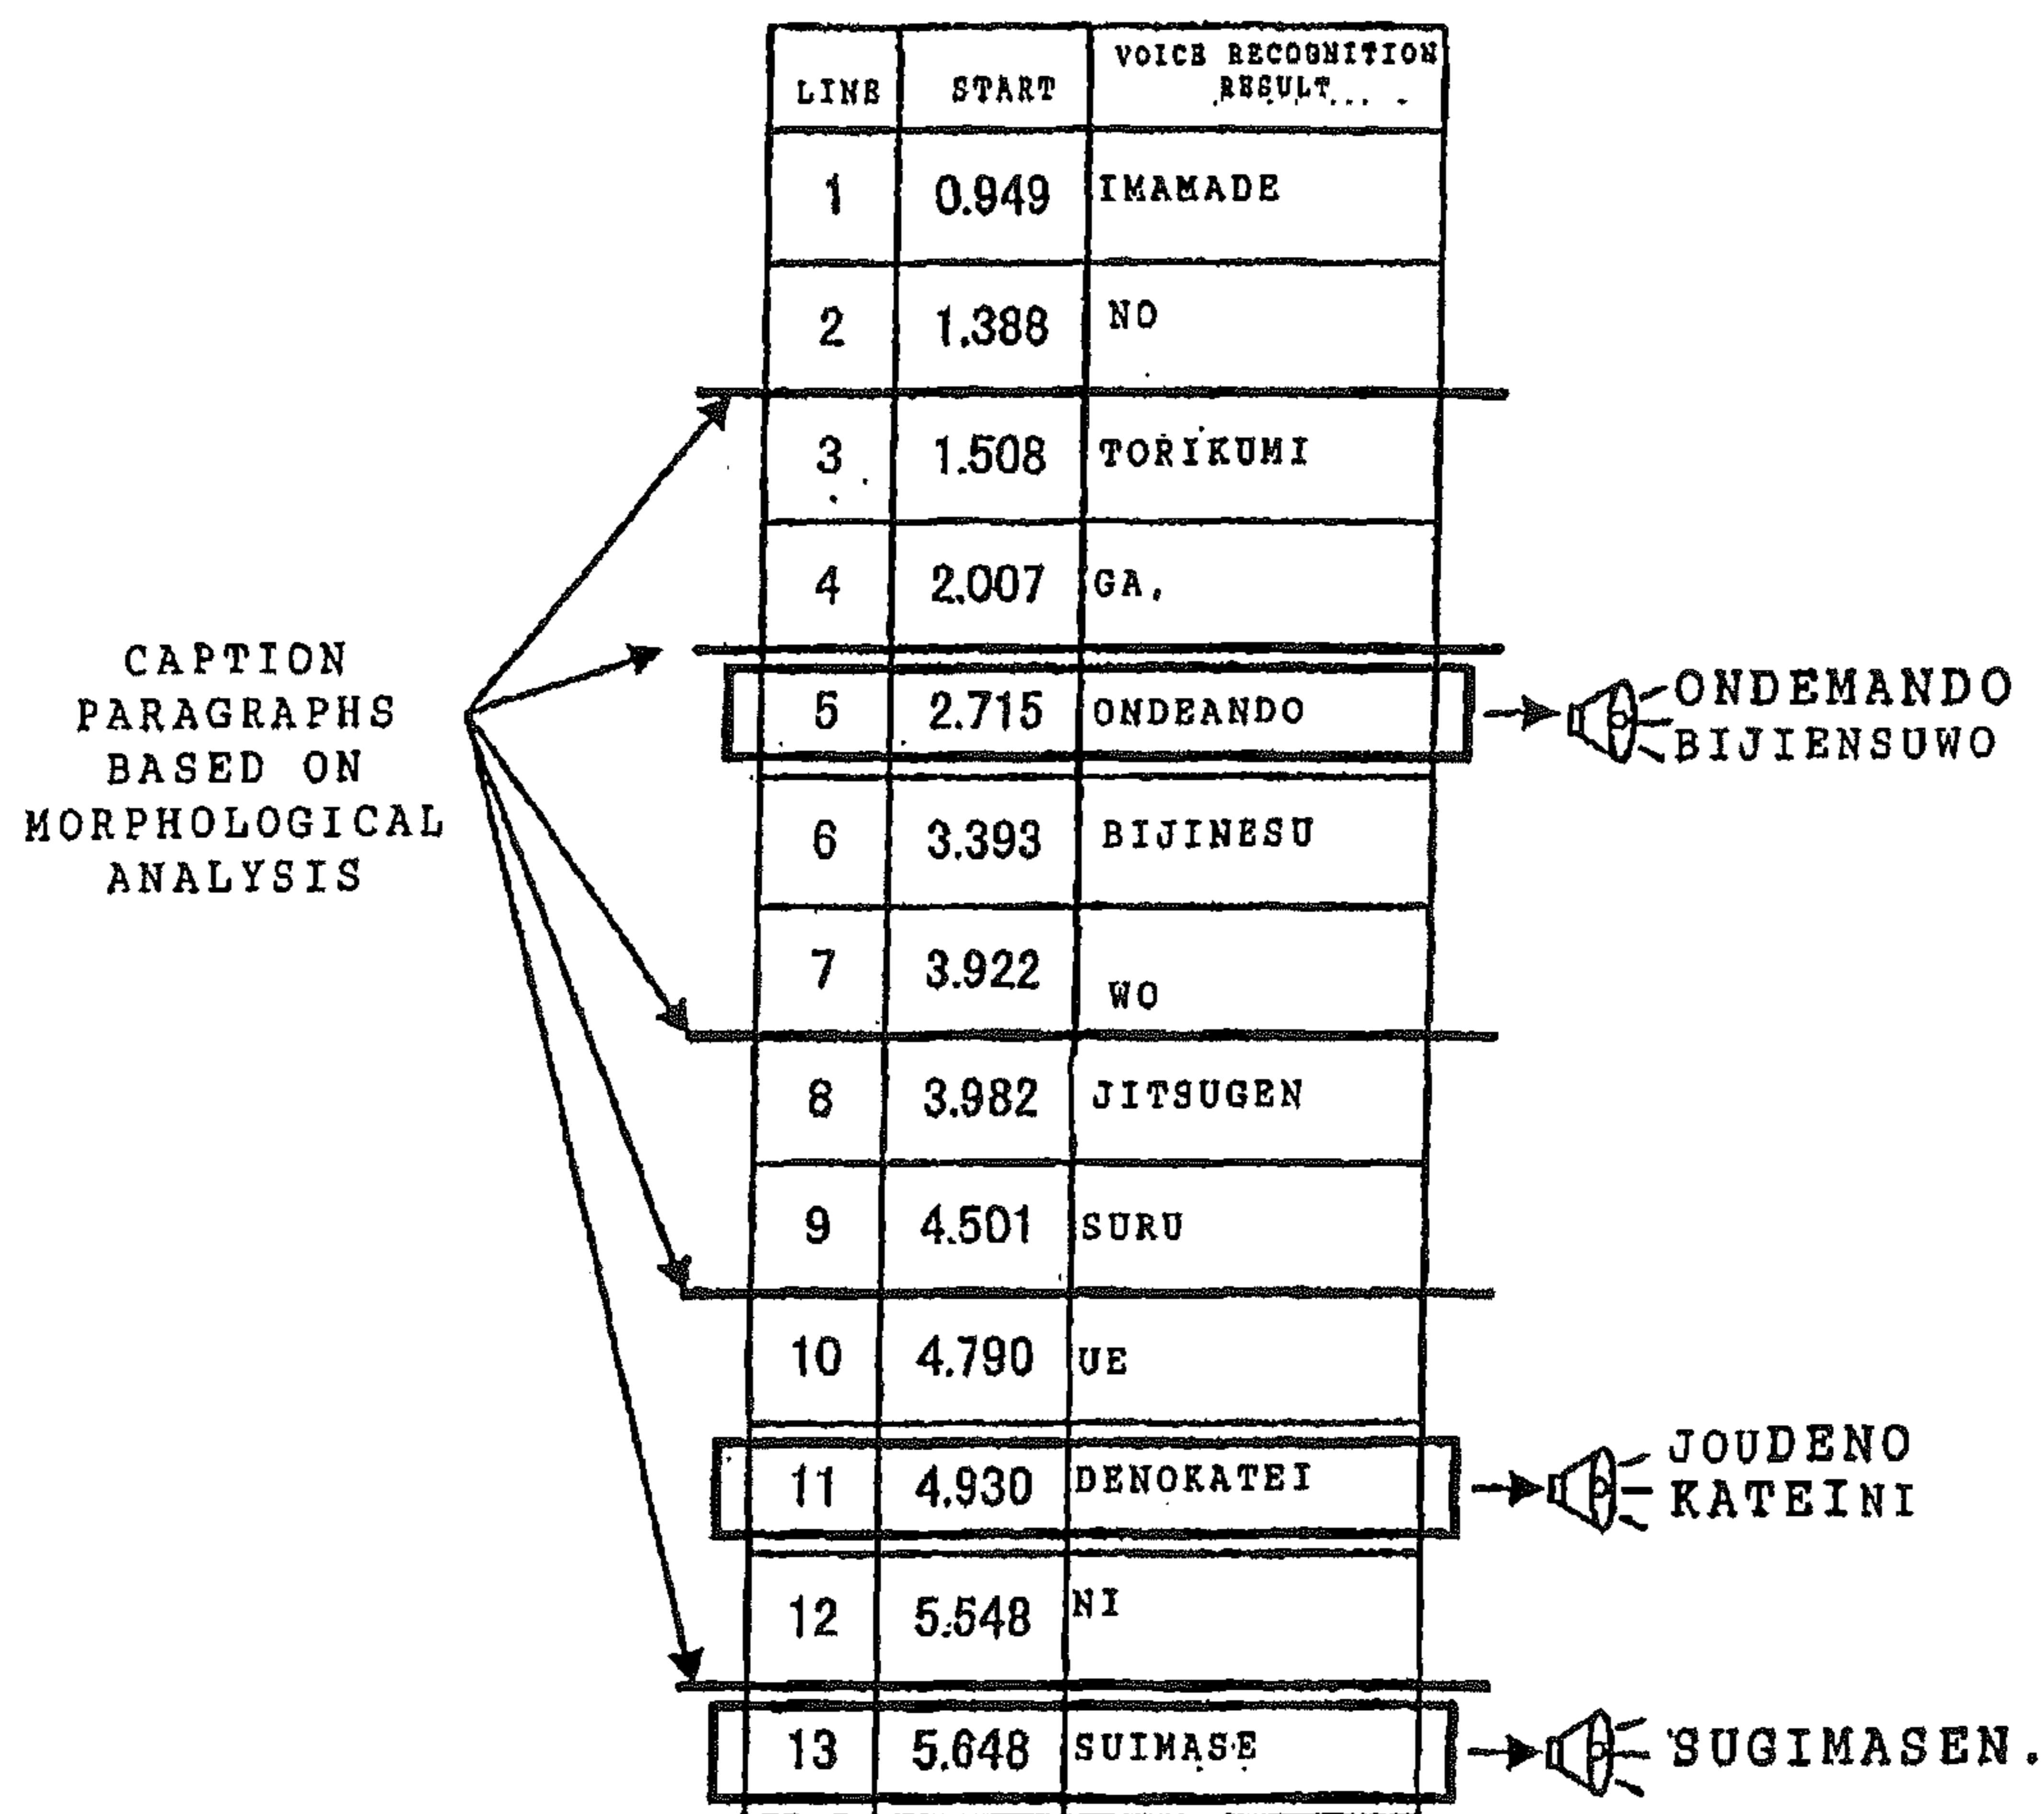 LINE START VOICE RECOGNITION
RESULT
1 0.949 IMAMADE
2 1.388 NO
3 1.508 TORIKUMI
4 2.007 GA,
CAPTION
PARAGRAPHS
BASED ON
MORPHOLOGICAL
ANALYSIS
5 2.715 ONDEANDO
ONDEMANDO
BIJIENSUWO
6 3.393 BIJINESU
7 3.922 WO
8 3.982 JITSUGEN
9 4.501 SURU
10 4.790 UE
11 4.930 DENOKATEI
JOUDENO
KATEINI
12 5.548 NI
13 5.648 SUIMASE
SUGIMASEN.